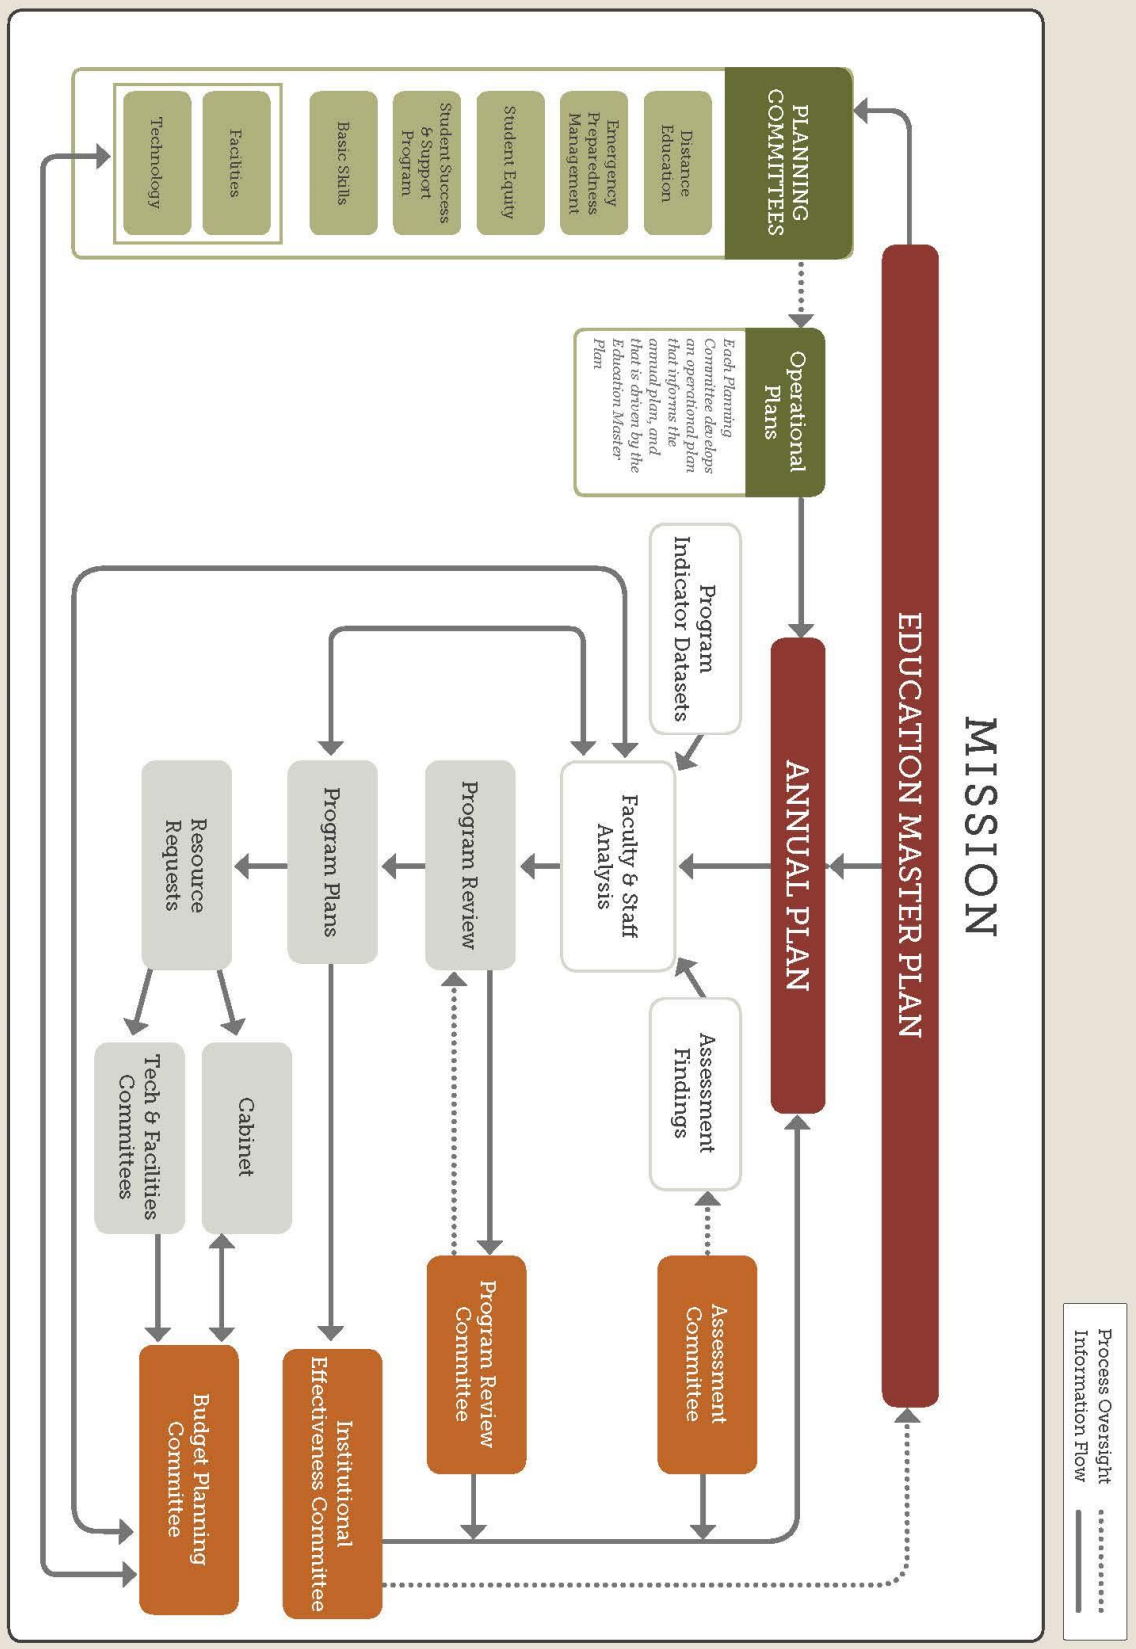 MISSION
EDUCATION MASTER PLAN
PLANNING
COMMITTEES
Distance
Education
Emergency
Preparedness
Management
Student Equity
Student Success
& Support
Program
Basic Skills
Facilities
Technology
Operational
Plans
Each Planning
Committee develops
an operational plan
that informs the
annual plan, and
that is driven by the
Education Master
Plan
ANNUAL PLAN
Program
Indicator Datasets
Faculty & Staff
Analysis
Assessment
Findings
Assessment
Committee
Program Review
Program Review
Committee
Program Plans
Institutional
Effectiveness Committee
Resource
Requests
Cabinet
Tech & Facilities
Committees
Budget Planning
Committee
Process Oversight
Information Flow